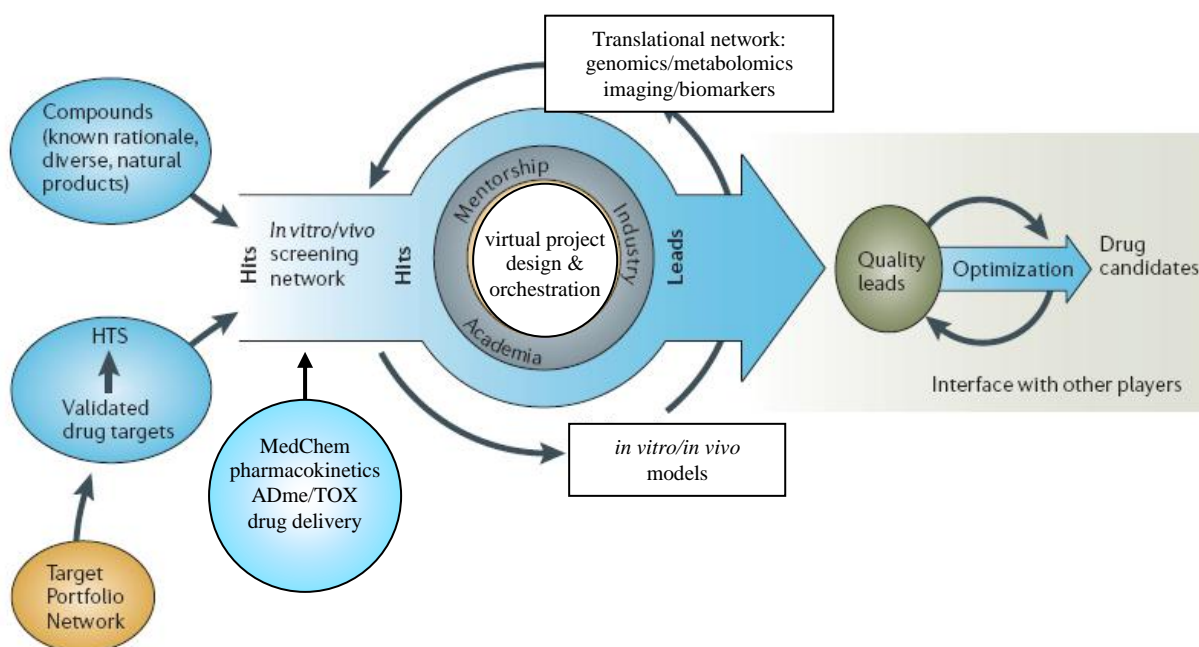 Translational network:
genomics/metabolomics
imaging/biomarkers
Compounds
(known rationale,
diverse, natural
products)
Hits
In vitro/vivo
screening
network
Hits
Mentorship
Industry
Academia
virtual project
design &
orchestration
Leads
Quality
leads
Optimization
Drug
candidates
Interface with other players
HTS
Validated
drug targets
MedChem
pharmacokinetics
ADme/TOX
drug delivery
in vitro/in vivo
models
Target
Portfolio
Network